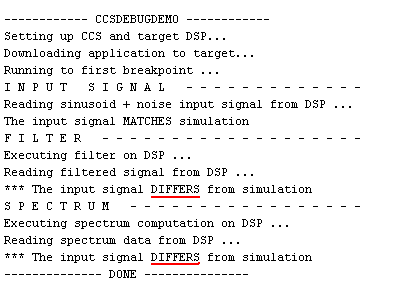 ------------ CCSDEBUGDEMO ------------
Setting up CCS and target DSP...
Downloading application to target...
Running to first breakpoint ...
I N P U T   S I G N A L  - - - - - - - - - - - - - -
Reading sinusoid + noise input signal from DSP ...
The input signal MATCHES simulation
F I L T E R  - - - - - - - - - - - - - - - - - - - -
Executing filter on DSP ...
Reading filtered signal from DSP ...
*** The input signal DIFFERS from simulation
S P E C T R U M  - - - - - - - - - - - - - - - - - -
Executing spectrum computation on DSP ...
Reading spectrum data from DSP ...
*** The input signal DIFFERS from simulation
-------------- DONE ---------------